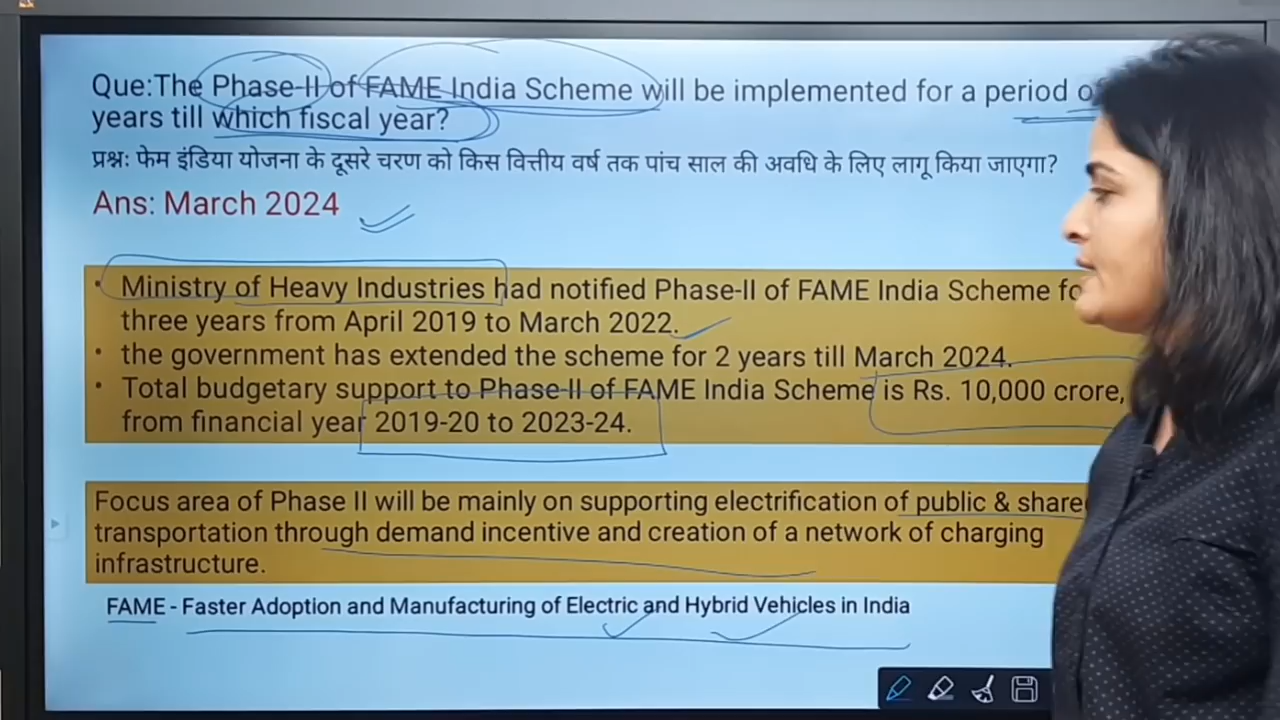 Que:The Phase-II of FAME India Scheme will be implemented for a period o
years till which fiscal year?
प्रश्न: फेम इंडिया योजना के दूसरे चरण को किस वित्तीय वर्ष तक पांच साल की अवधि के लिए लागू किया जाएगा?
Ans: March 2024
• Ministry of Heavy Industries had notified Phase-II of FAME India Scheme fo
three years from April 2019 to March 2022.
• the government has extended the scheme for 2 years till March 2024.
• Total budgetary support to Phase-II of FAME India Scheme is Rs. 10,000 crore,
from financial year 2019-20 to 2023-24.
Focus area of Phase II will be mainly on supporting electrification of public & share
transportation through demand incentive and creation of a network of charging
infrastructure.
FAME - Faster Adoption and Manufacturing of Electric and Hybrid Vehicles in India